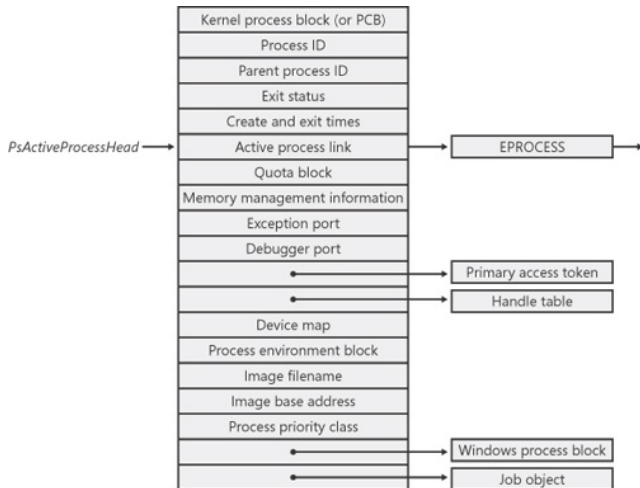 Kernel process block (or PCB)
Process ID
Parent process ID
Exit status
Create and exit times
PsActiveProcessHead
Active process link
EPROCESS
Quota block
Memory management information
Exception port
Debugger port
Primary access token
Handle table
Device map
Process environment block
Image filename
Image base address
Process priority class
Windows process block
Job object